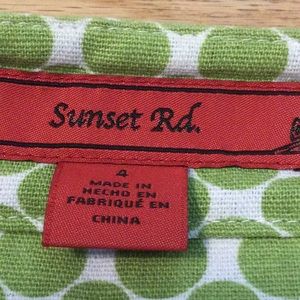 Sunset Rd.
4
MADE IN
HECHO EN
FABRIQUÉ EN
CHINA